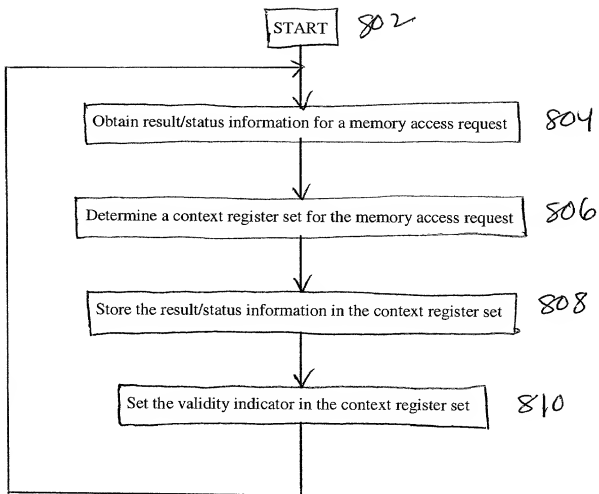 START 802
Obtain result/status information for a memory access request 804
Determine a context register set for the memory access request 806
Store the result/status information in the context register set 808
Set the validity indicator in the context register set 810